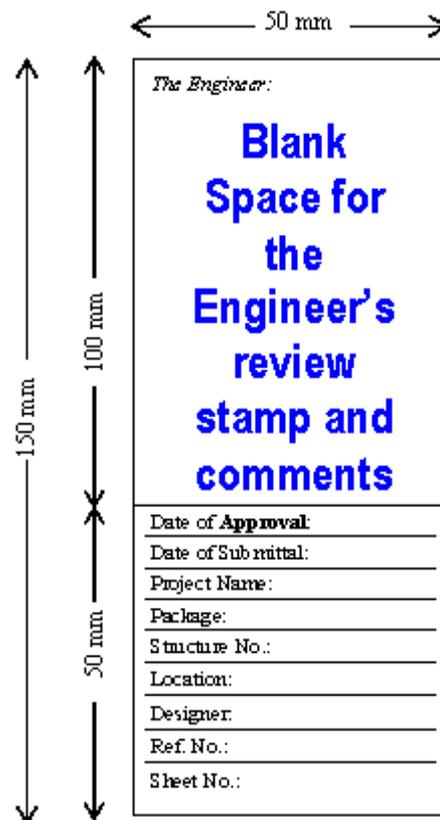 50 mm
The Engineer:
Blank
Space for
the
Engineer's
review
stamp and
comments
150 mm
100 mm
50 mm
Date of Approval:
Date of Submittal:
Project Name:
Package:
Structure No.:
Location:
Designer:
Ref. No.:
Sheet No.: